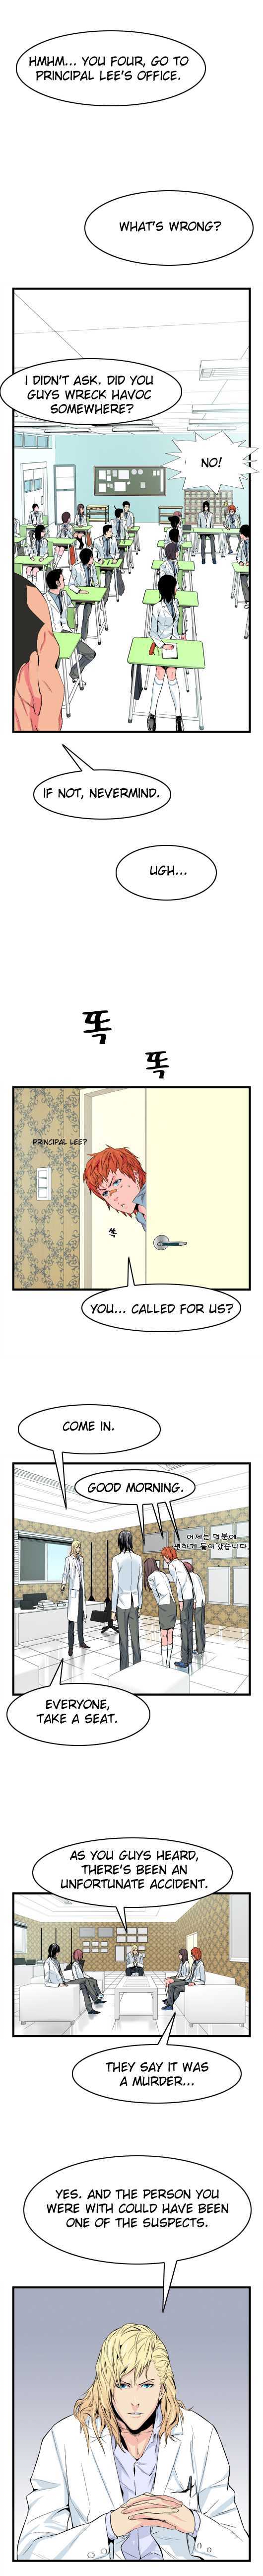 HMHM... YOU FOUR, GO TO
PRINCIPAL LEE'S OFFICE.
WHAT'S WRONG?
I DIDN'T ASK. DID YOU
GUYS WRECK HAVOC
SOMEWHERE?
NO!
IF NOT, NEVERMIND.
UGH...
똑
똑
PRINCIPAL LEE?
쏙
YOU... CALLED FOR US?
COME IN.
GOOD MORNING.
어제는 덕분에
편하게 들어갔습니다.
EVERYONE,
TAKE A SEAT.
AS YOU GUYS HEARD,
THERE'S BEEN AN
UNFORTUNATE ACCIDENT.
THEY SAY IT WAS
A MURDER...
YES. AND THE PERSON YOU
WERE WITH COULD HAVE BEEN
ONE OF THE SUSPECTS.